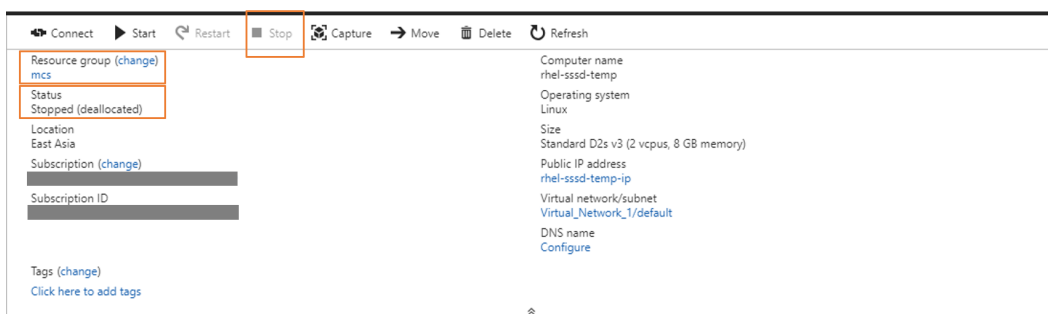 Connect Start Restart Stop Capture Move Delete Refresh
Resource group (change)
mcs
Status
Stopped (deallocated)
Location
East Asia
Subscription (change)
Subscription ID
Tags (change)
Click here to add tags
Computer name
rhel-sssd-temp
Operating system
Linux
Size
Standard D2s v3 (2 vcpus, 8 GB memory)
Public IP address
rhel-sssd-temp-ip
Virtual network/subnet
Virtual_Network_1/default
DNS name
Configure